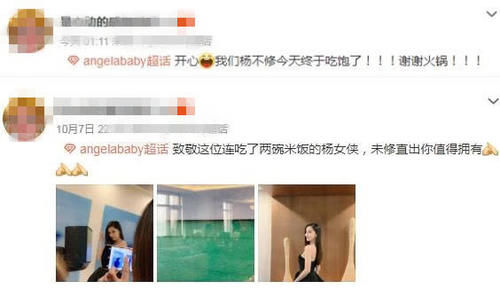 今天 01:11
angelababy超话 开心我们杨不修今天终于吃饱了！！！谢谢火锅！！！
10月7日 22:12
angelababy超话 致敬这位连吃了两碗米饭的杨女侠，未修直出你值得拥有